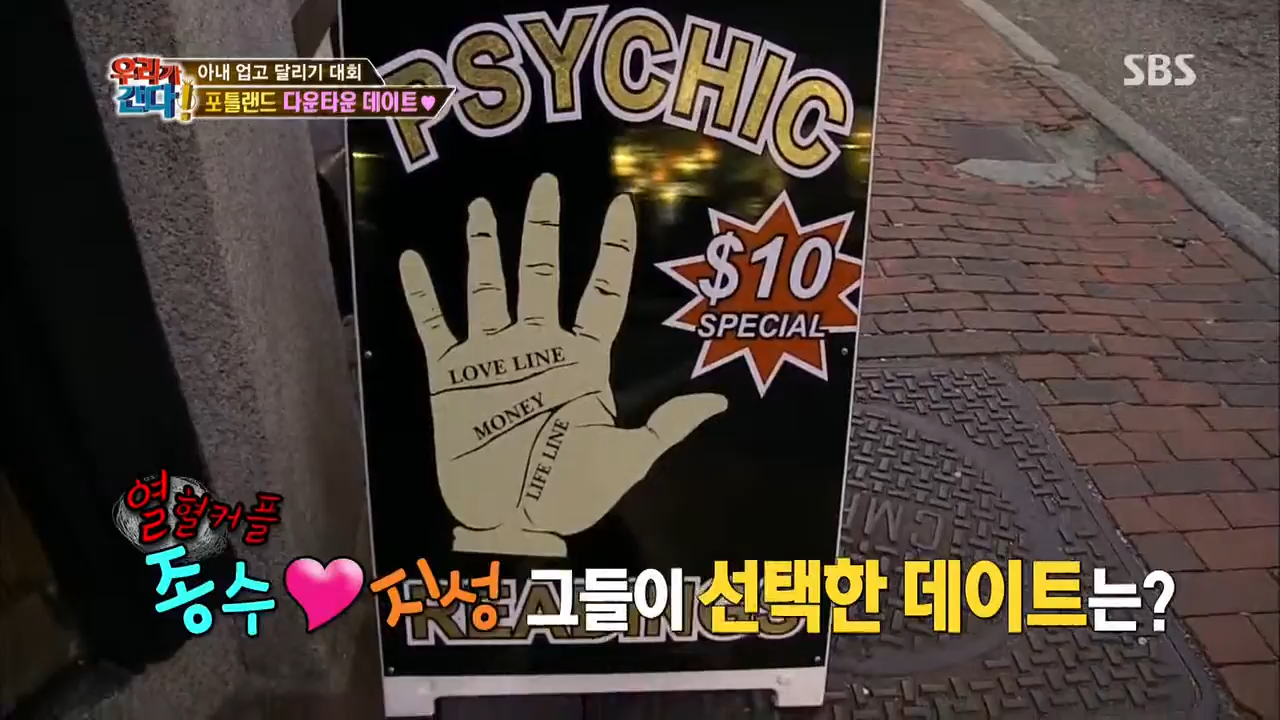 우리가 간다!
아내 업고 달리기 대회
포틀랜드 다운타운 데이트♥
SBS
PSYCHIC
$10
SPECIAL
LOVE LINE
MONEY
LIFE LINE
READINGS
CMP
열혈커플
종수♥지성 그들이 선택한 데이트는?